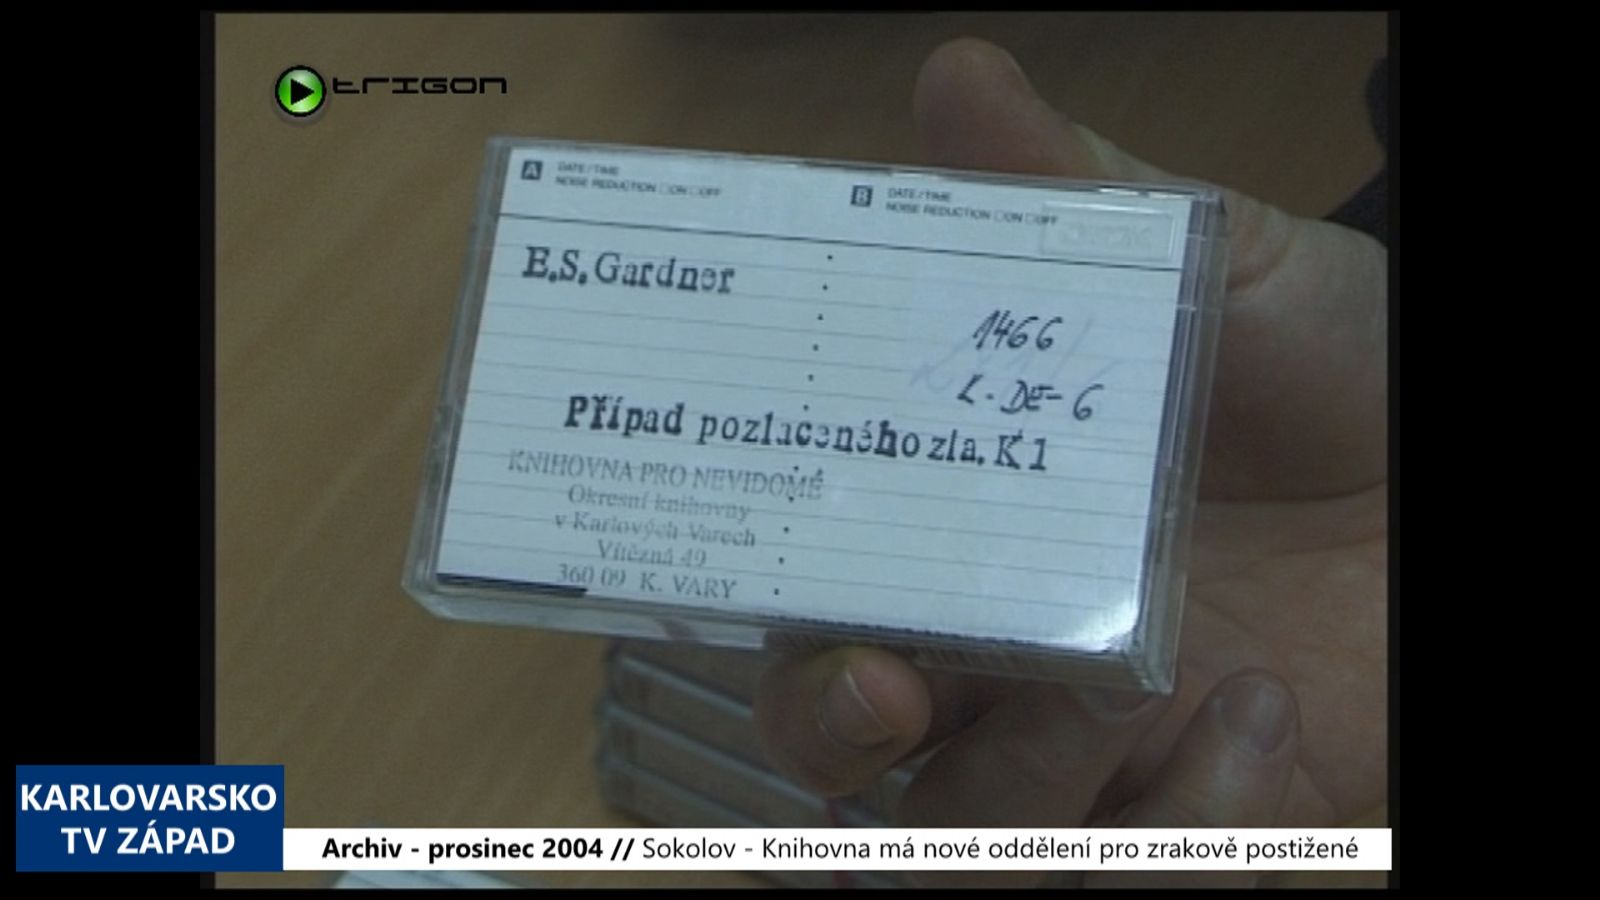 trigon
A DATE/TIME
NOISE REDUCTION □ON □OFF
B DATE/TIME
NOISE REDUCTION □ON □OFF
E.S. Gardner
1466
L-DE-6
Případ pozlaceného zla. K 1
KNIHOVNA PRO NEVIDOMÉ
Okresní knihovny
v Karlových Varech
Vítězná 49
360 09 K. VARY
KARLOVARSKO
TV ZÁPAD
Archiv - prosinec 2004 // Sokolov - Knihovna má nové oddělení pro zrakově postižené